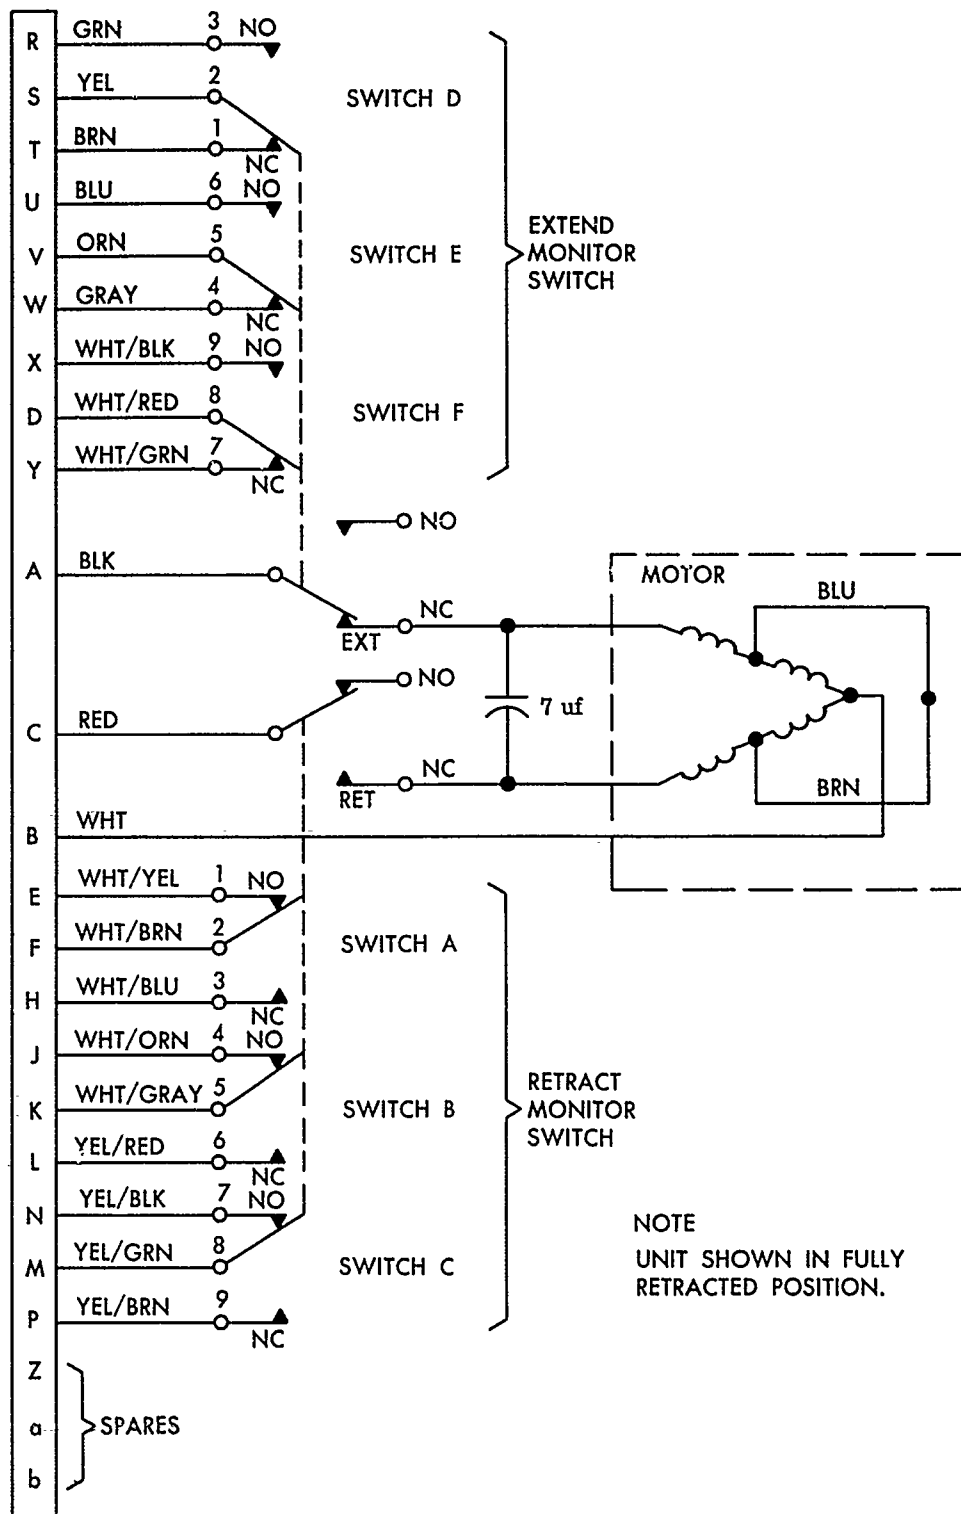 R GRN 3 NO
S YEL 2 SWITCH D
T BRN 1
NC
U BLU 6 NO
V ORN 5 SWITCH E
EXTEND
MONITOR
SWITCH
W GRAY 4
NC
X WHT/BLK 9 NO
D WHT/RED 8 SWITCH F
Y WHT/GRN 7
NC
NO
A BLK
MOTOR
BLU
NC
EXT
NO
C RED
7 uf
NC
RET
BRN
B WHT
E WHT/YEL 1 NO
F WHT/BRN 2 SWITCH A
H WHT/BLU 3
NC
J WHT/ORN 4 NO
K WHT/GRAY 5 SWITCH B
RETRACT
MONITOR
SWITCH
L YEL/RED 6
NC
N YEL/BLK 7 NO
M YEL/GRN 8 SWITCH C
P YEL/BRN 9
NC
NOTE
UNIT SHOWN IN FULLY
RETRACTED POSITION.
Z
a SPARES
b